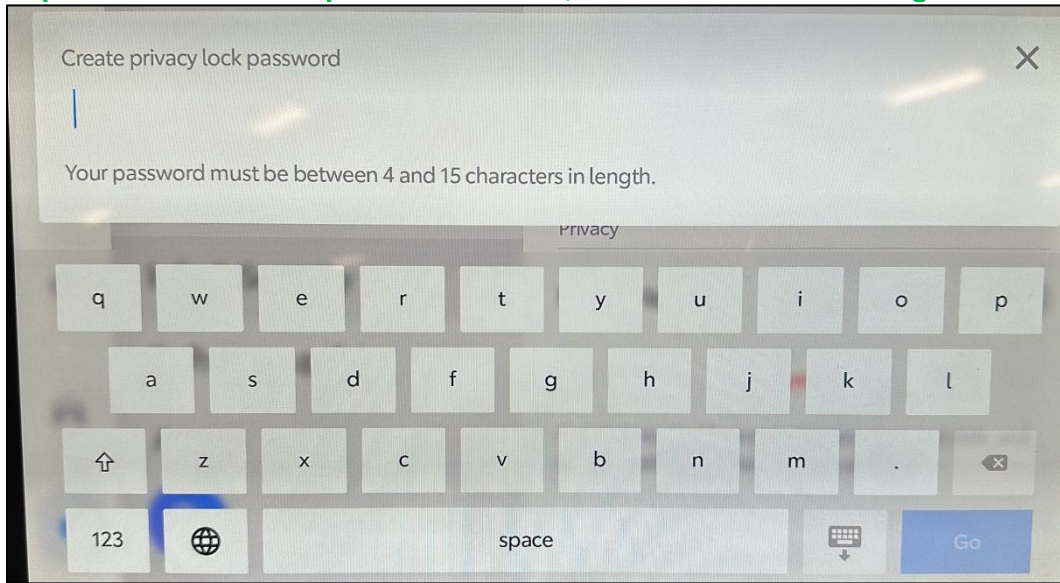 Create privacy lock password
Your password must be between 4 and 15 characters in length.
Privacy
q w e r t y u i o p
a s d f g h j k l
z x c v b n m .
123 space Go